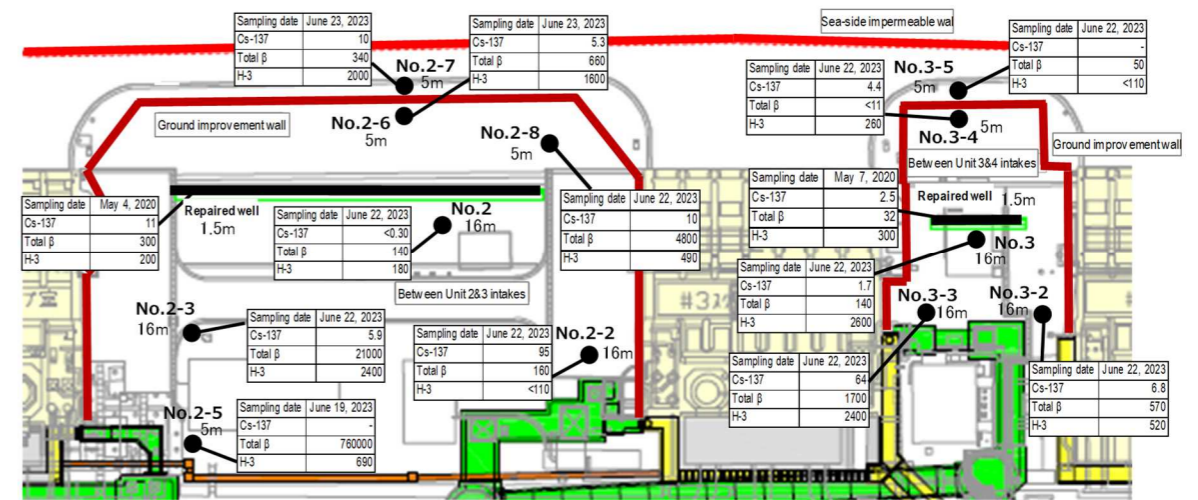 Sea-side impermeable wal
Sampling date June 23, 2023
Cs-137 10
Total β 340
H-3 2000
Sampling date June 23, 2023
Cs-137 5.3
Total β 660
H-3 1600
Sampling date June 22, 2023
Cs-137 -
Total β 50
H-3 <110
No.2-7
5m
No.3-5
5m
Sampling date June 22, 2023
Cs-137 4.4
Total β <11
H-3 260
Ground improvement wall
No.2-6
5m
No.2-8
5m
No.3-4
5m
Ground improvement wall
Between Unit 3&4 intakes
Sampling date May 4, 2020
Cs-137 11
Total β 300
H-3 200
Repaired well
1.5m
Sampling date June 22, 2023
Cs-137 <0.30
Total β 140
H-3 180
No.2
16m
Sampling date June 22, 2023
Cs-137 10
Total β 4800
H-3 490
Sampling date May 7, 2020
Cs-137 2.5
Total β 32
H-3 300
Repaired well 1.5m
No.3
16m
Between Unit 2&3 intakes
Sampling date June 22, 2023
Cs-137 1.7
Total β 140
H-3 2600
No.2-3
16m
Sampling date June 22, 2023
Cs-137 5.9
Total β 21000
H-3 2400
Sampling date June 22, 2023
Cs-137 95
Total β 160
H-3 <110
No.2-2
16m
#3
No.3-3
16m
No.3-2
16m
Sampling date June 22, 2023
Cs-137 64
Total β 1700
H-3 2400
Sampling date June 22, 2023
Cs-137 6.8
Total β 570
H-3 520
No.2-5
5m
Sampling date June 19, 2023
Cs-137 -
Total β 760000
H-3 690